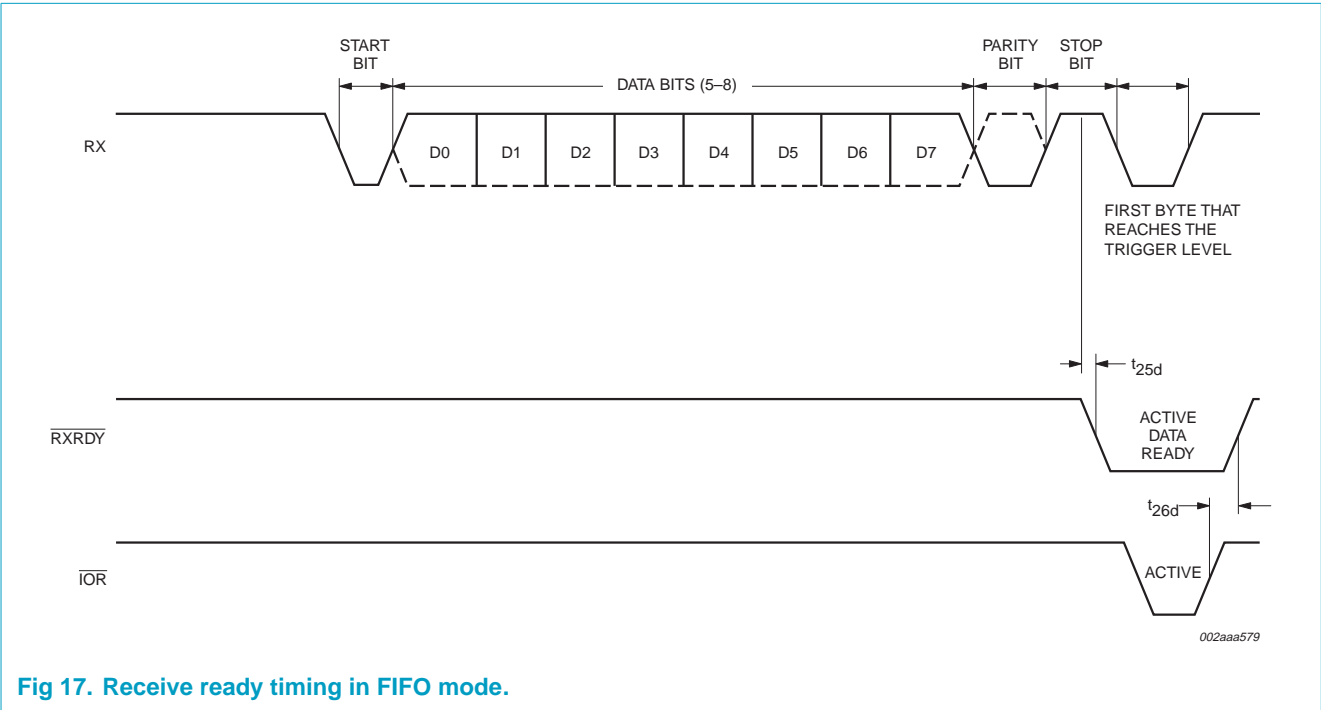 START
BIT
DATA BITS (5–8)
PARITY
BIT
STOP
BIT
RX
D0 D1 D2 D3 D4 D5 D6 D7
FIRST BYTE THAT
REACHES THE
TRIGGER LEVEL
t25d
RXRDY
ACTIVE
DATA
READY
t26d
IOR
ACTIVE
002aaa579
Fig 17. Receive ready timing in FIFO mode.